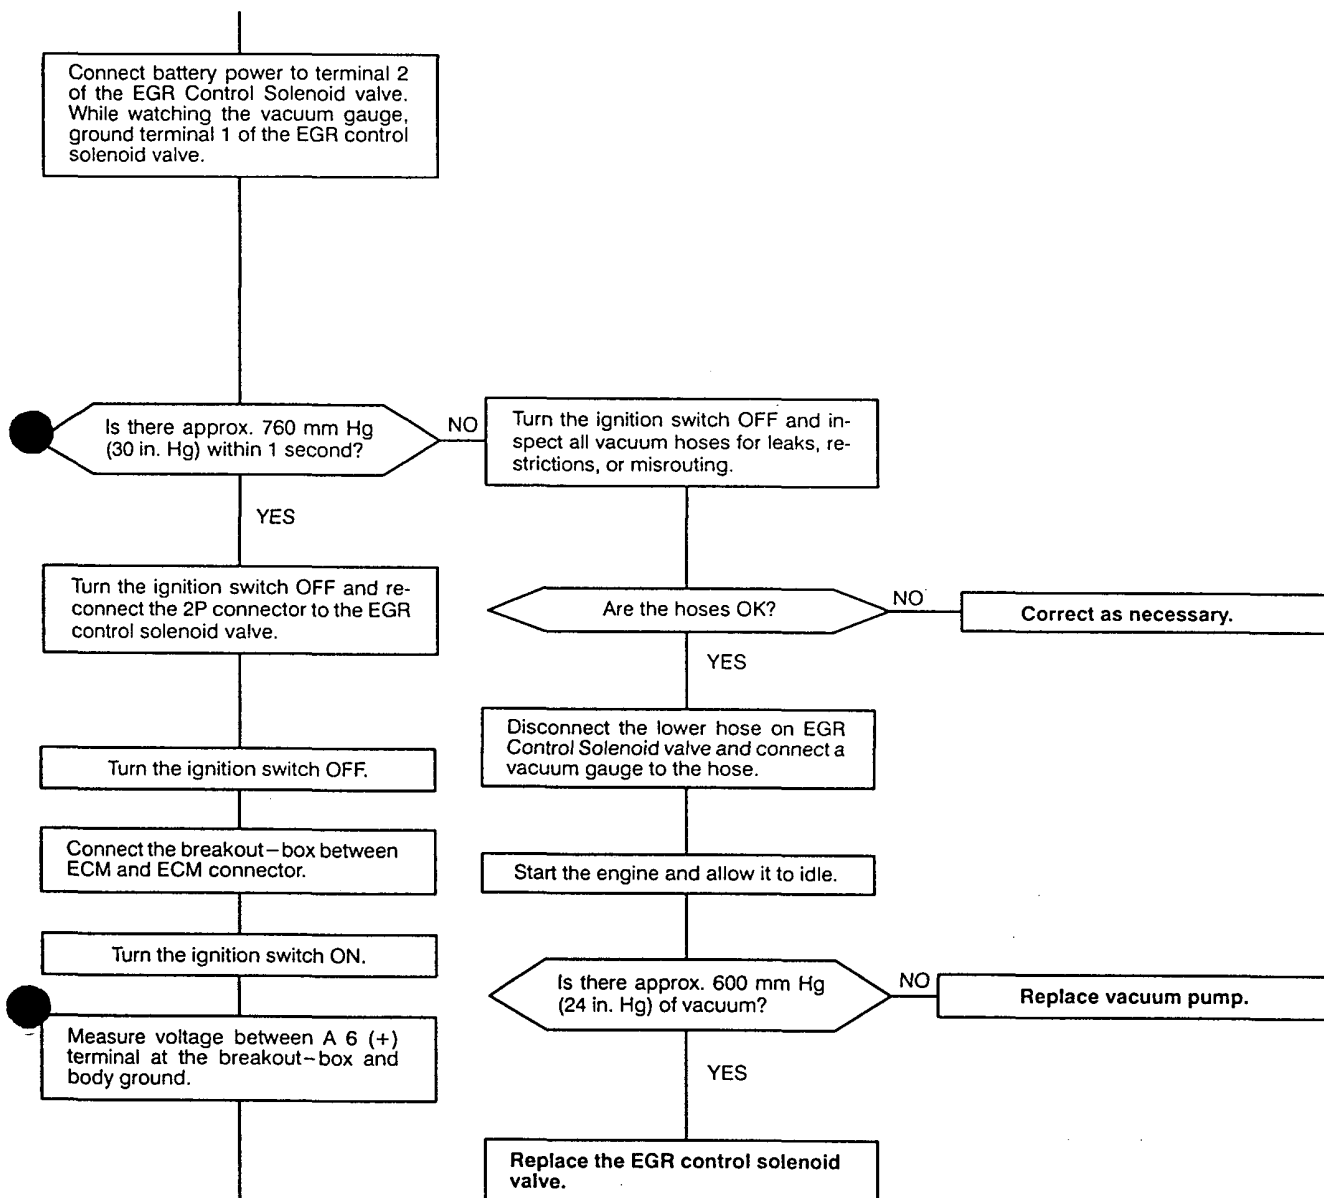 Connect battery power to terminal 2
of the EGR Control Solenoid valve.
While watching the vacuum gauge,
ground terminal 1 of the EGR control
solenoid valve.
Is there approx. 760 mm Hg
(30 in. Hg) within 1 second?
NO
Turn the ignition switch OFF and in-
spect all vacuum hoses for leaks, re-
strictions, or misrouting.
YES
Turn the ignition switch OFF and re-
connect the 2P connector to the EGR
control solenoid valve.
Are the hoses OK?
NO
Correct as necessary.
YES
Disconnect the lower hose on EGR
Control Solenoid valve and connect a
vacuum gauge to the hose.
Turn the ignition switch OFF.
Connect the breakout-box between
ECM and ECM connector.
Start the engine and allow it to idle.
Turn the ignition switch ON.
Is there approx. 600 mm Hg
(24 in. Hg) of vacuum?
NO
Replace vacuum pump.
Measure voltage between A 6 (+)
terminal at the breakout-box and
body ground.
YES
Replace the EGR control solenoid
valve.